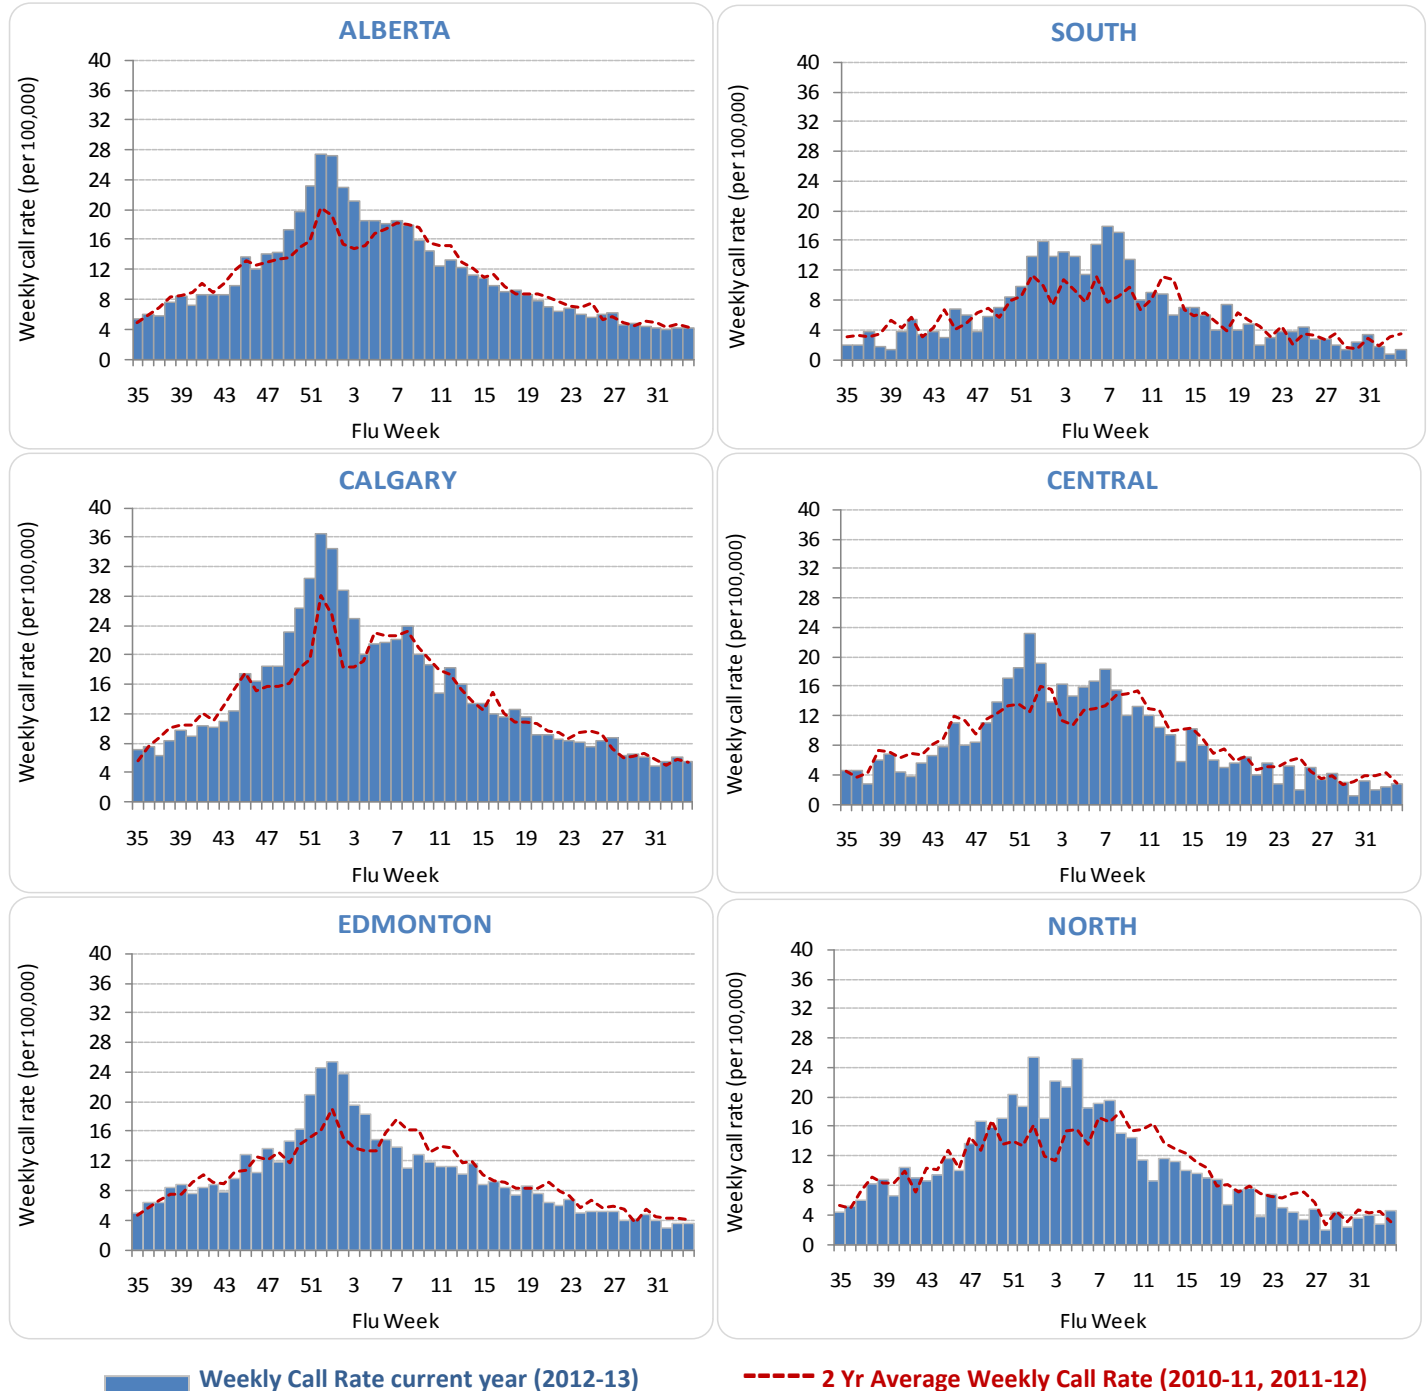 ALBERTA
Weekly call rate (per 100,000)
40
36
32
28
24
20
16
12
8
4
0
35 39 43 47 51 3 7 11 15 19 23 27 31
Flu Week
SOUTH
Weekly call rate (per 100,000)
40
36
32
28
24
20
16
12
8
4
0
35 39 43 47 51 3 7 11 15 19 23 27 31
Flu Week
CALGARY
Weekly call rate (per 100,000)
40
36
32
28
24
20
16
12
8
4
0
35 39 43 47 51 3 7 11 15 19 23 27 31
Flu Week
CENTRAL
Weekly call rate (per 100,000)
40
36
32
28
24
20
16
12
8
4
0
35 39 43 47 51 3 7 11 15 19 23 27 31
Flu Week
EDMONTON
Weekly call rate (per 100,000)
40
36
32
28
24
20
16
12
8
4
0
35 39 43 47 51 3 7 11 15 19 23 27 31
Flu Week
NORTH
Weekly call rate (per 100,000)
40
36
32
28
24
20
16
12
8
4
0
35 39 43 47 51 3 7 11 15 19 23 27 31
Flu Week
Weekly Call Rate current year (2012-13)
2 Yr Average Weekly Call Rate (2010-11, 2011-12)